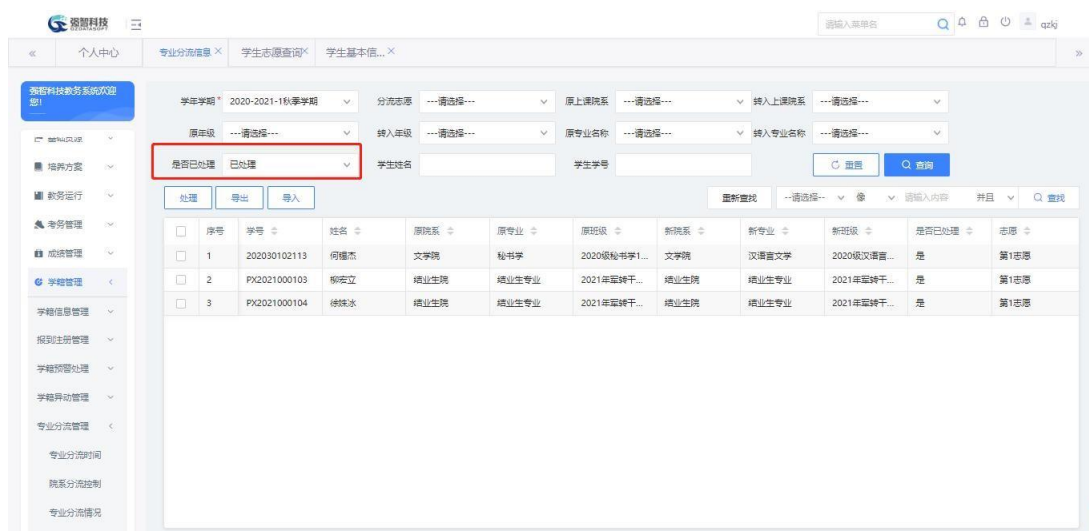 强智科技
QZDATASOFT
请输入菜单名
qzkj
个人中心
专业分流信息 ×
学生志愿查询 ×
学生基本信... ×
强智科技教务系统欢迎您!
培养方案
教务运行
考务管理
成绩管理
学籍管理
学籍信息管理
报到注册管理
学籍预警处理
学籍异动管理
专业分流管理
专业分流时间
院系分流控制
专业分流情况
学年学期 * 2020-2021-1秋季学期 分流志愿 ---请选择--- 原上课院系 ---请选择--- 转入上课院系 ---请选择---
原年级 ---请选择--- 转入年级 ---请选择--- 原专业名称 ---请选择--- 转入专业名称 ---请选择---
是否已处理 已处理 学生姓名 学生学号 重置 查询
处理 导出 导入 重新查找 --请选择-- 像 请输入内容 并且 查找
序号 学号 姓名 原院系 原专业 原班级 新院系 新专业 新班级 是否已处理 志愿
1 202030102113 何福杰 文学院 秘书学 2020级秘书学1... 文学院 汉语言文学 2020级汉语言... 是 第1志愿
2 PX2021000103 柳宏立 结业生院 结业生专业 2021年军转干... 结业生院 结业生专业 2021年军转干... 是 第1志愿
3 PX2021000104 徐姝冰 结业生院 结业生专业 2021年军转干... 结业生院 结业生专业 2021年军转干... 是 第1志愿